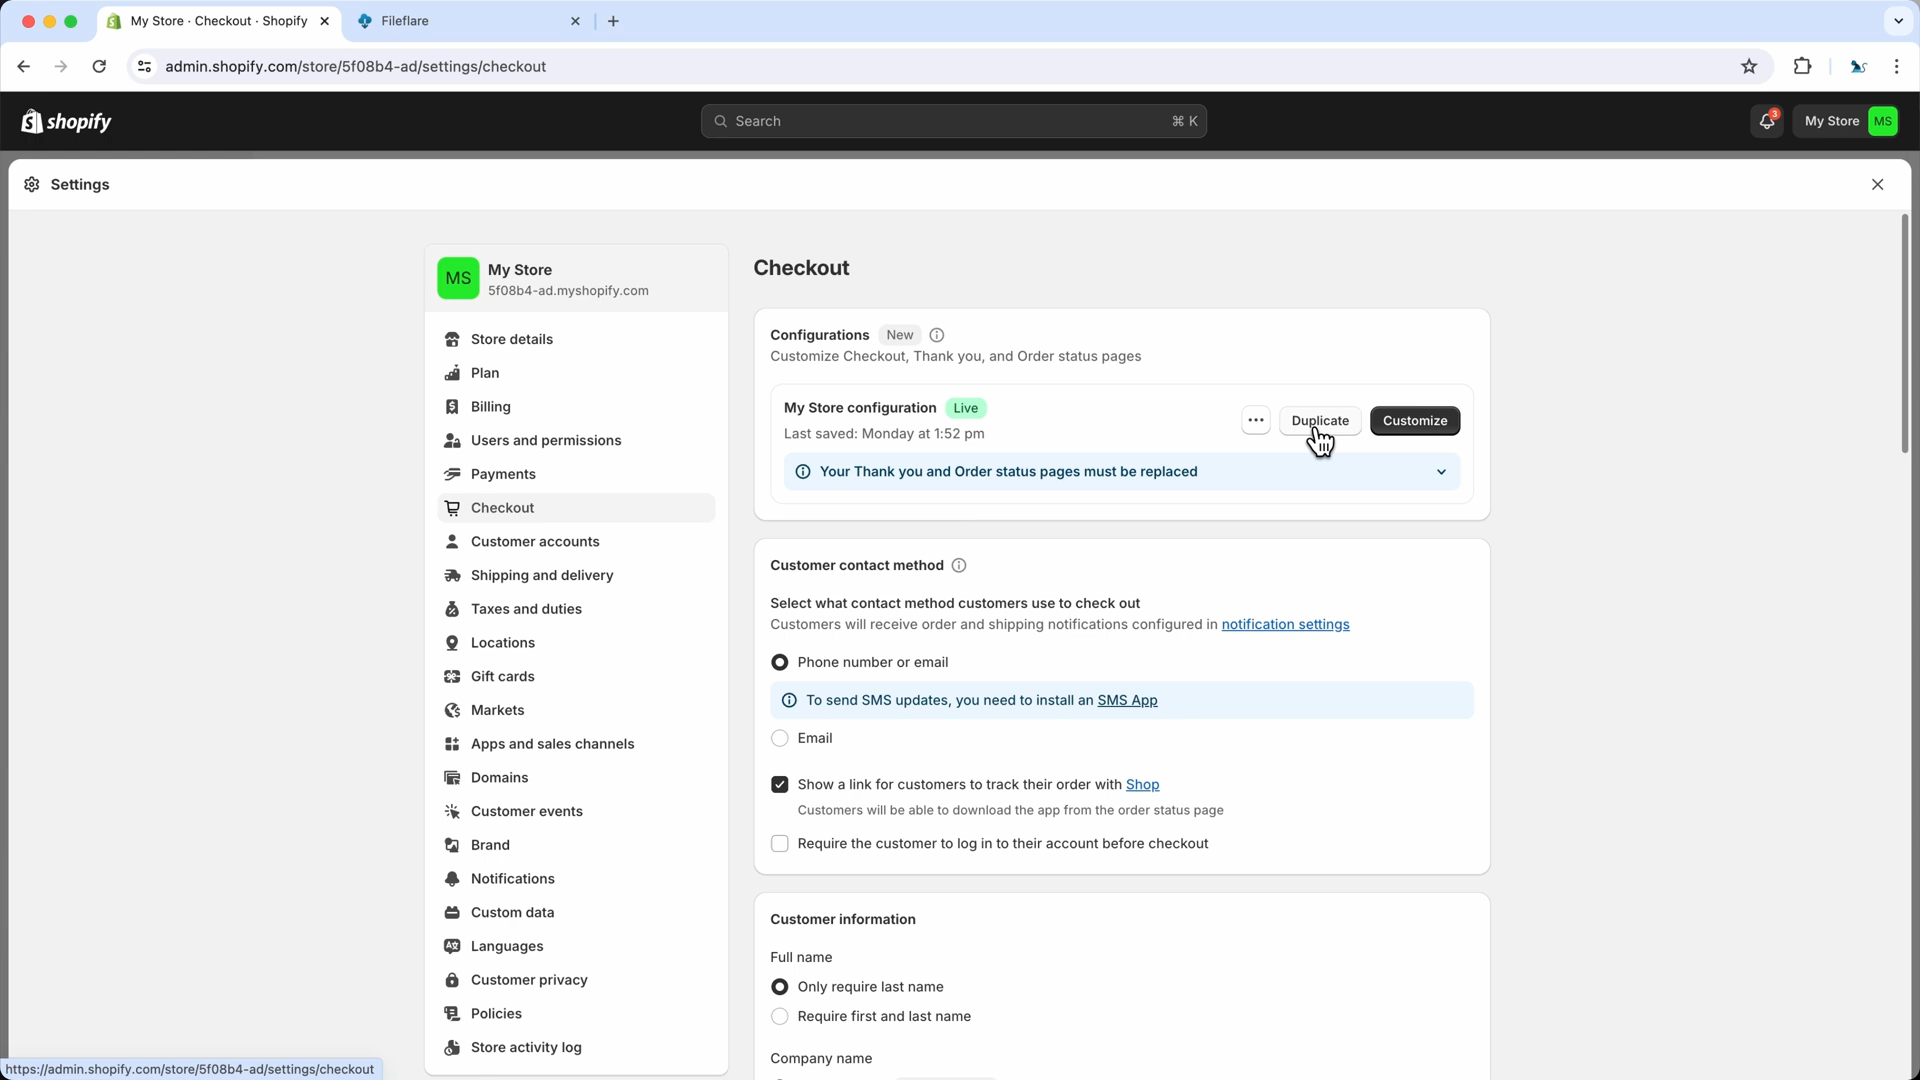 My Store · Checkout · Shopify
Fileflare
admin.shopify.com/store/5f08b4-ad/settings/checkout
shopify
Search
⌘ K
3
My Store
MS
Settings
MS
My Store
5f08b4-ad.myshopify.com
Store details
Plan
Billing
Users and permissions
Payments
Checkout
Customer accounts
Shipping and delivery
Taxes and duties
Locations
Gift cards
Markets
Apps and sales channels
Domains
Customer events
Brand
Notifications
Custom data
Languages
Customer privacy
Policies
Store activity log
Checkout
Configurations New
Customize Checkout, Thank you, and Order status pages
My Store configuration Live
Last saved: Monday at 1:52 pm
Duplicate
Customize
Your Thank you and Order status pages must be replaced
Customer contact method
Select what contact method customers use to check out
Customers will receive order and shipping notifications configured in notification settings
Phone number or email
To send SMS updates, you need to install an SMS App
Email
Show a link for customers to track their order with Shop
Customers will be able to download the app from the order status page
Require the customer to log in to their account before checkout
Customer information
Full name
Only require last name
Require first and last name
Company name
https://admin.shopify.com/store/5f08b4-ad/settings/checkout